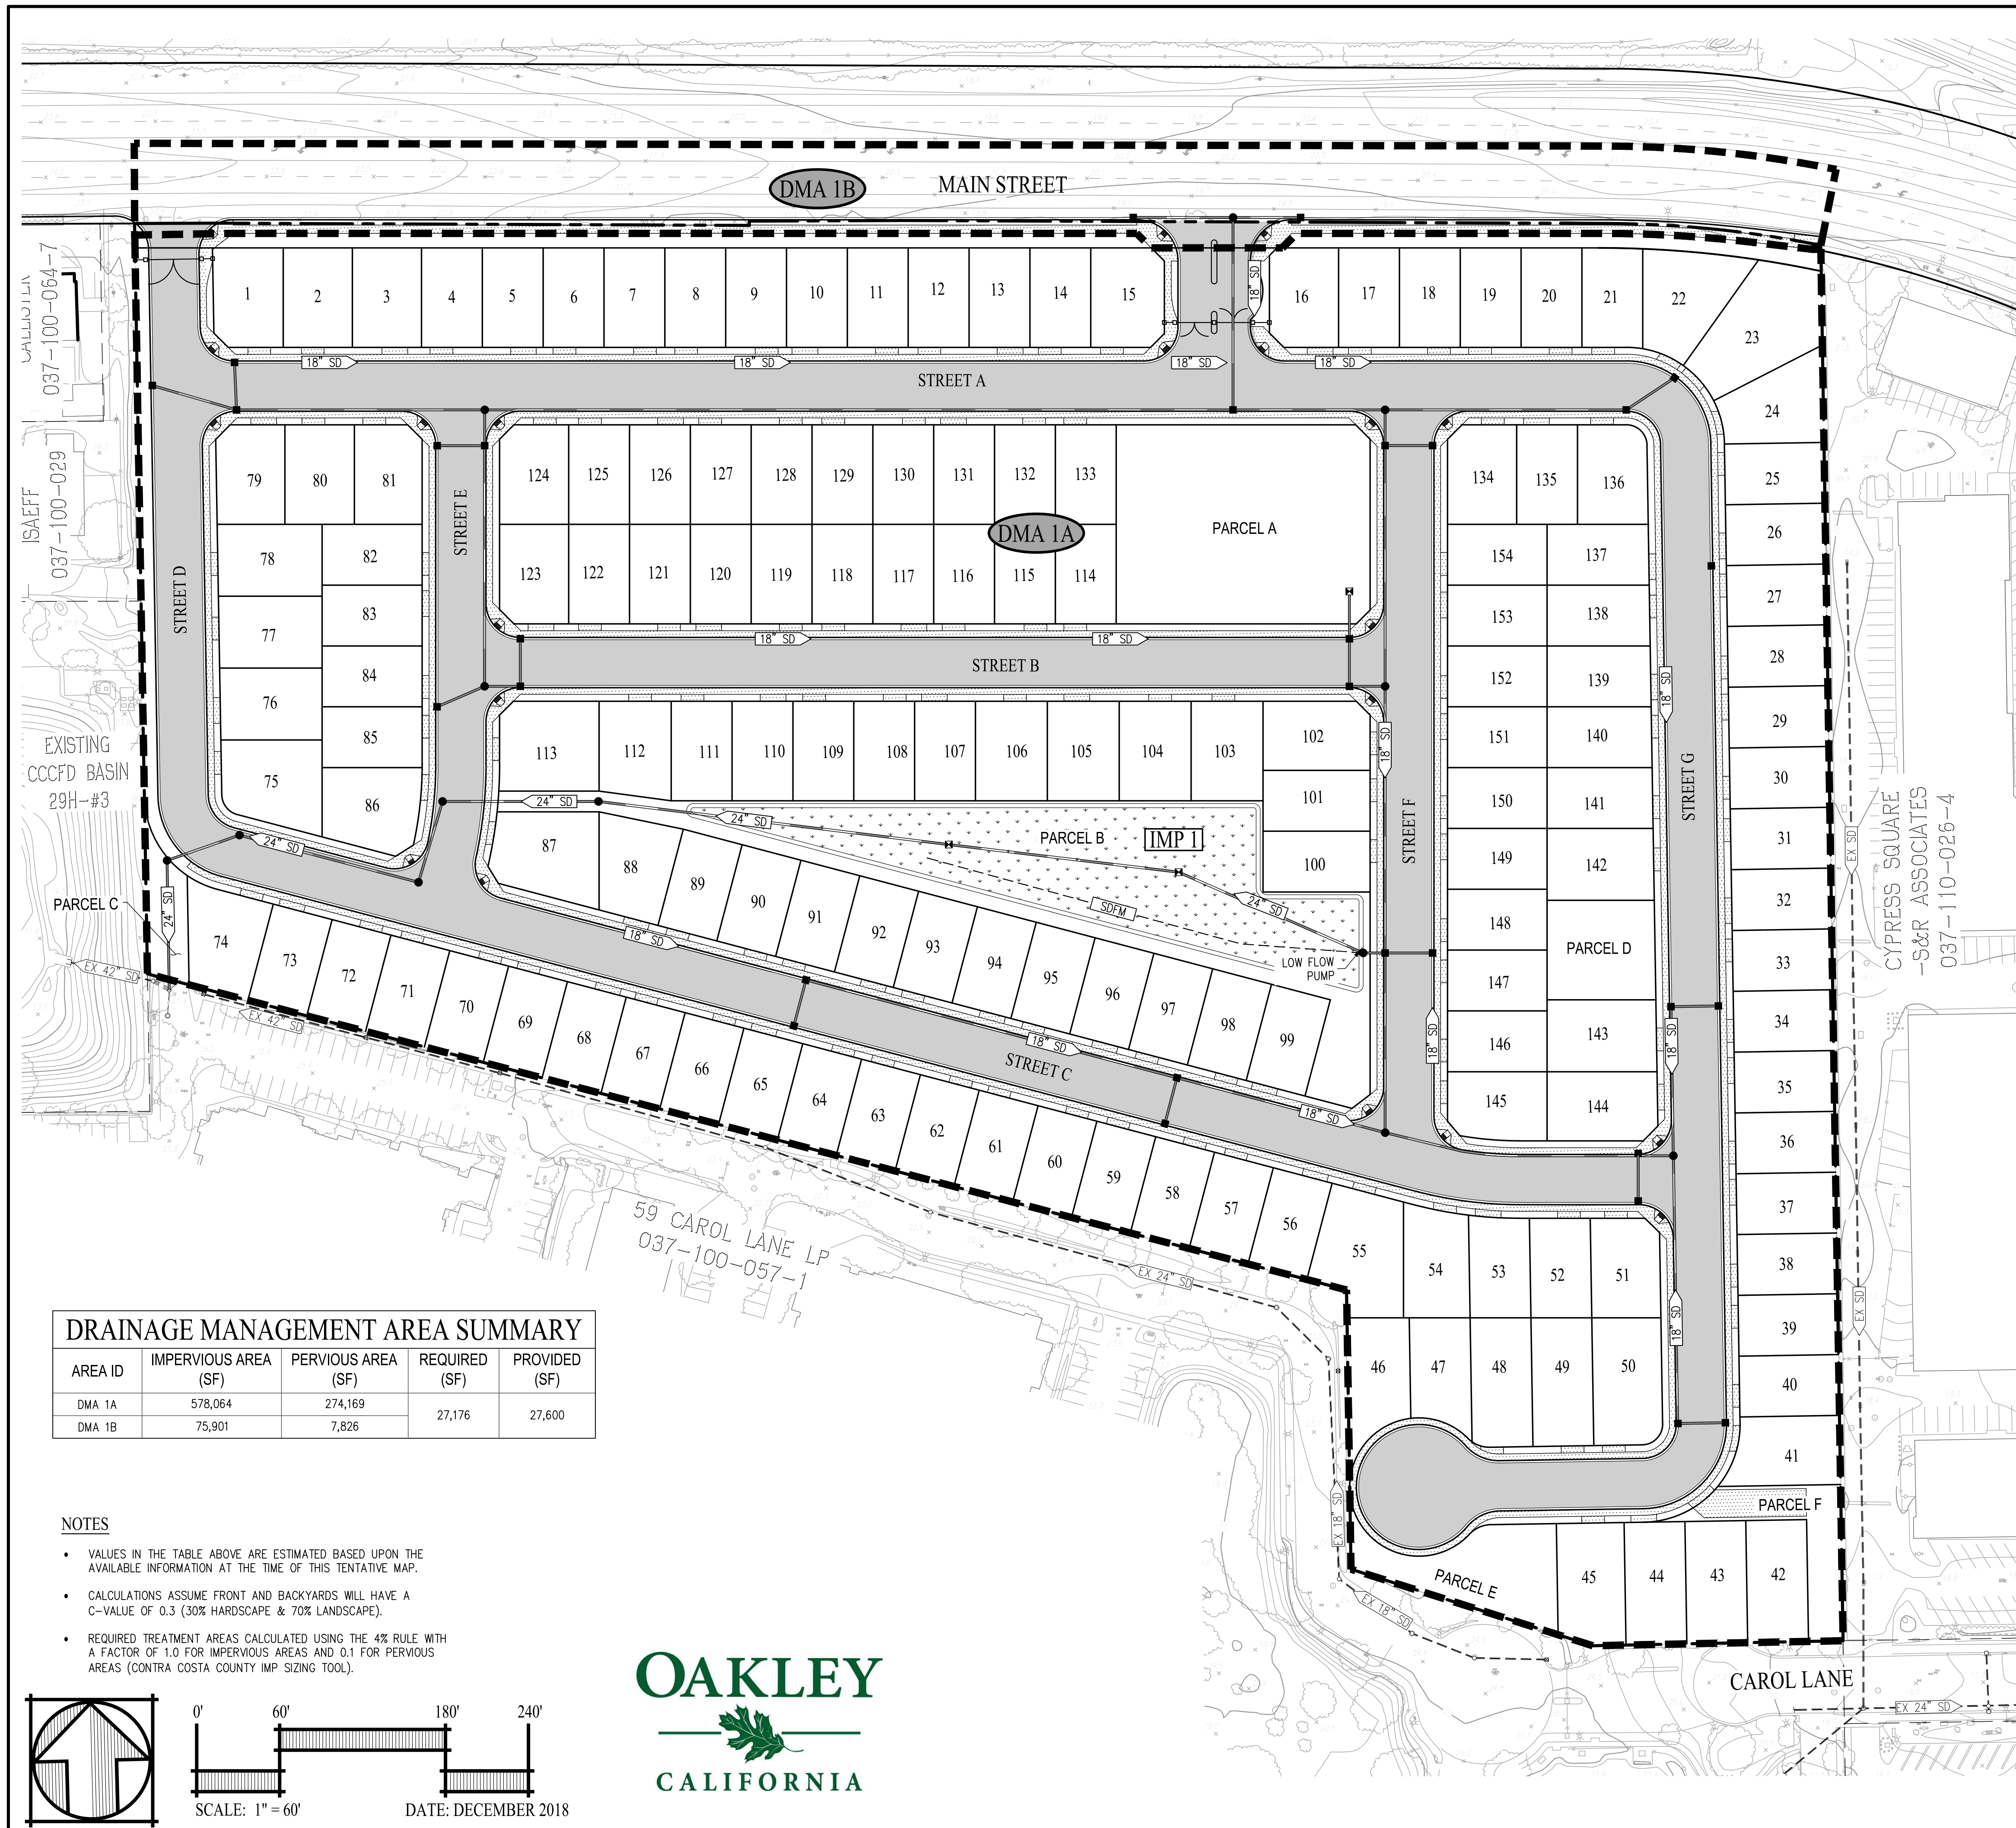 DMA 1B
MAIN STREET
037-100-064-7
1 2 3 4 5 6 7 8 9 10 11 12 13 14 15
18" SD
16 17 18 19 20 21 22
23
18" SD 18" SD 18" SD 18" SD
STREET A
24
ISAEFF
037-100-029
79 80 81
STREET E
124 125 126 127 128 129 130 131 132 133
134 135 136
25
DMA 1A
PARCEL A
26
78 82
154 137
STREET D
123 122 121 120 119 118 117 116 115 114
27
77 83
153 138
18" SD 18" SD
STREET B
28
76 84
152 139
18" SD
29
EXISTING
CCCFD BASIN
29H-#3
75 85
113 112 111 110 109 108 107 106 105 104 103 102
18" SD
151 140
STREET G
30
86
24" SD
101
150 141
31
24" SD
PARCEL B
IMP 1
STREET F
EX SD
CYPRESS SQUARE
-S&R ASSOCIATES
037-110-026-4
24" SD
87 88 89 90 91 92 93 94 95 96 97 98 99
100
149 142
32
PARCEL C
24" SD
SDFM
24" SD
148
PARCEL D
33
18" SD
LOW FLOW
PUMP
EX 42" SD
74 73 72 71 70 69 68 67 66 65 64 63 62 61 60 59 58 57 56
147
34
EX 42" SD
18" SD
STREET C
18" SD
18" SD
146 143
35
18" SD
145 144
36
59 CAROL LANE LP
037-100-057-1
37
EX 24" SD
55 54 53 52 51
38
EX SD
18" SD
39
46 47 48 49 50
40
41
PARCEL F
EX 18" SD
PARCEL E
45 44 43 42
EX 18" SD
CAROL LANE
EX 24" SD
DRAINAGE MANAGEMENT AREA SUMMARY
AREA ID IMPERVIOUS AREA (SF) PERVIOUS AREA (SF) REQUIRED (SF) PROVIDED (SF)
DMA 1A 578,064 274,169 27,176 27,600
DMA 1B 75,901 7,826
NOTES
• VALUES IN THE TABLE ABOVE ARE ESTIMATED BASED UPON THE
AVAILABLE INFORMATION AT THE TIME OF THIS TENTATIVE MAP.
• CALCULATIONS ASSUME FRONT AND BACKYARDS WILL HAVE A
C-VALUE OF 0.3 (30% HARDSCAPE & 70% LANDSCAPE).
• REQUIRED TREATMENT AREAS CALCULATED USING THE 4% RULE WITH
A FACTOR OF 1.0 FOR IMPERVIOUS AREAS AND 0.1 FOR PERVIOUS
AREAS (CONTRA COSTA COUNTY IMP SIZING TOOL).
0' 60' 180' 240'
SCALE: 1" = 60' DATE: DECEMBER 2018
OAKLEY
CALIFORNIA